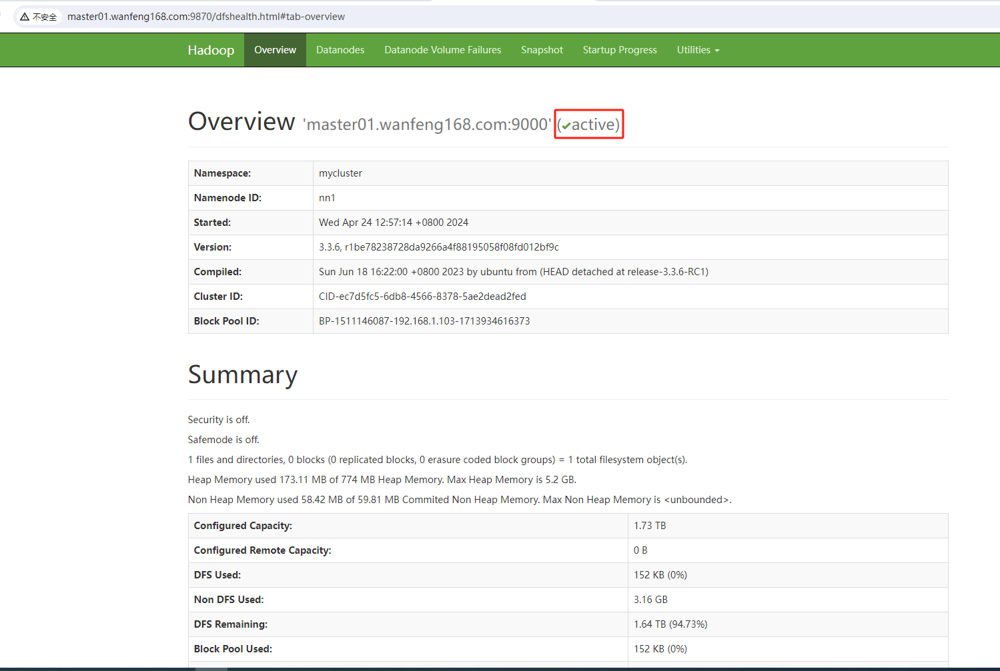 不安全 master01.wanfeng168.com:9870/dfshealth.html#tab-overview
Hadoop Overview Datanodes Datanode Volume Failures Snapshot Startup Progress Utilities
Overview 'master01.wanfeng168.com:9000' (✔active)
Namespace: mycluster
Namenode ID: nn1
Started: Wed Apr 24 12:57:14 +0800 2024
Version: 3.3.6, r1be78238728da9266a4f88195058f08fd012bf9c
Compiled: Sun Jun 18 16:22:00 +0800 2023 by ubuntu from (HEAD detached at release-3.3.6-RC1)
Cluster ID: CID-ec7d5fc5-6db8-4566-8378-5ae2dead2fed
Block Pool ID: BP-1511146087-192.168.1.103-1713934616373
Summary
Security is off.
Safemode is off.
1 files and directories, 0 blocks (0 replicated blocks, 0 erasure coded block groups) = 1 total filesystem object(s).
Heap Memory used 173.11 MB of 774 MB Heap Memory. Max Heap Memory is 5.2 GB.
Non Heap Memory used 58.42 MB of 59.81 MB Commited Non Heap Memory. Max Non Heap Memory is <unbounded>.
Configured Capacity: 1.73 TB
Configured Remote Capacity: 0 B
DFS Used: 152 KB (0%)
Non DFS Used: 3.16 GB
DFS Remaining: 1.64 TB (94.73%)
Block Pool Used: 152 KB (0%)